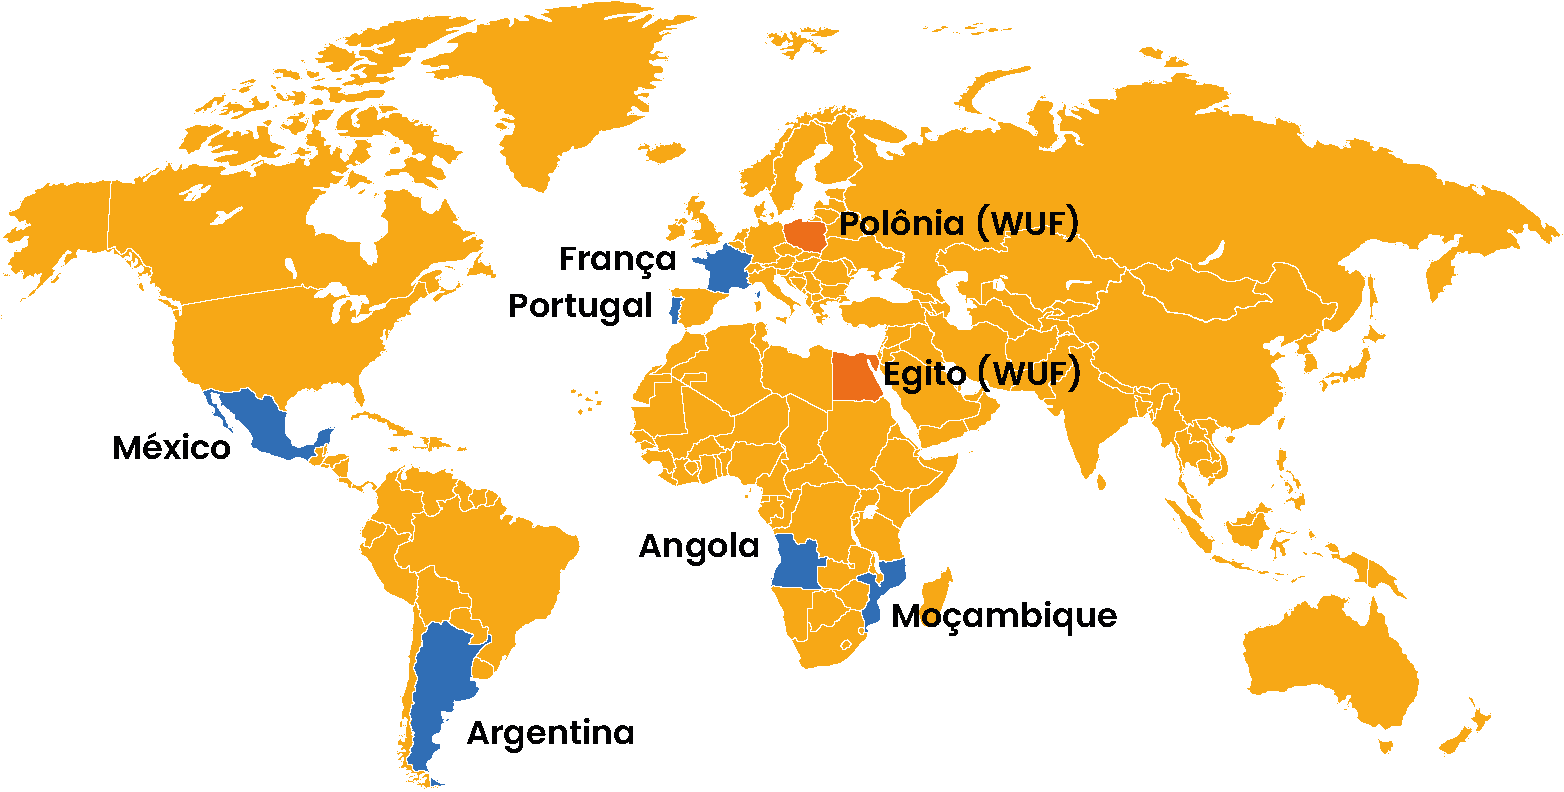 Polônia (WUF)
França
Portugal
Egito (WUF)
México
Angola
Moçambique
Argentina